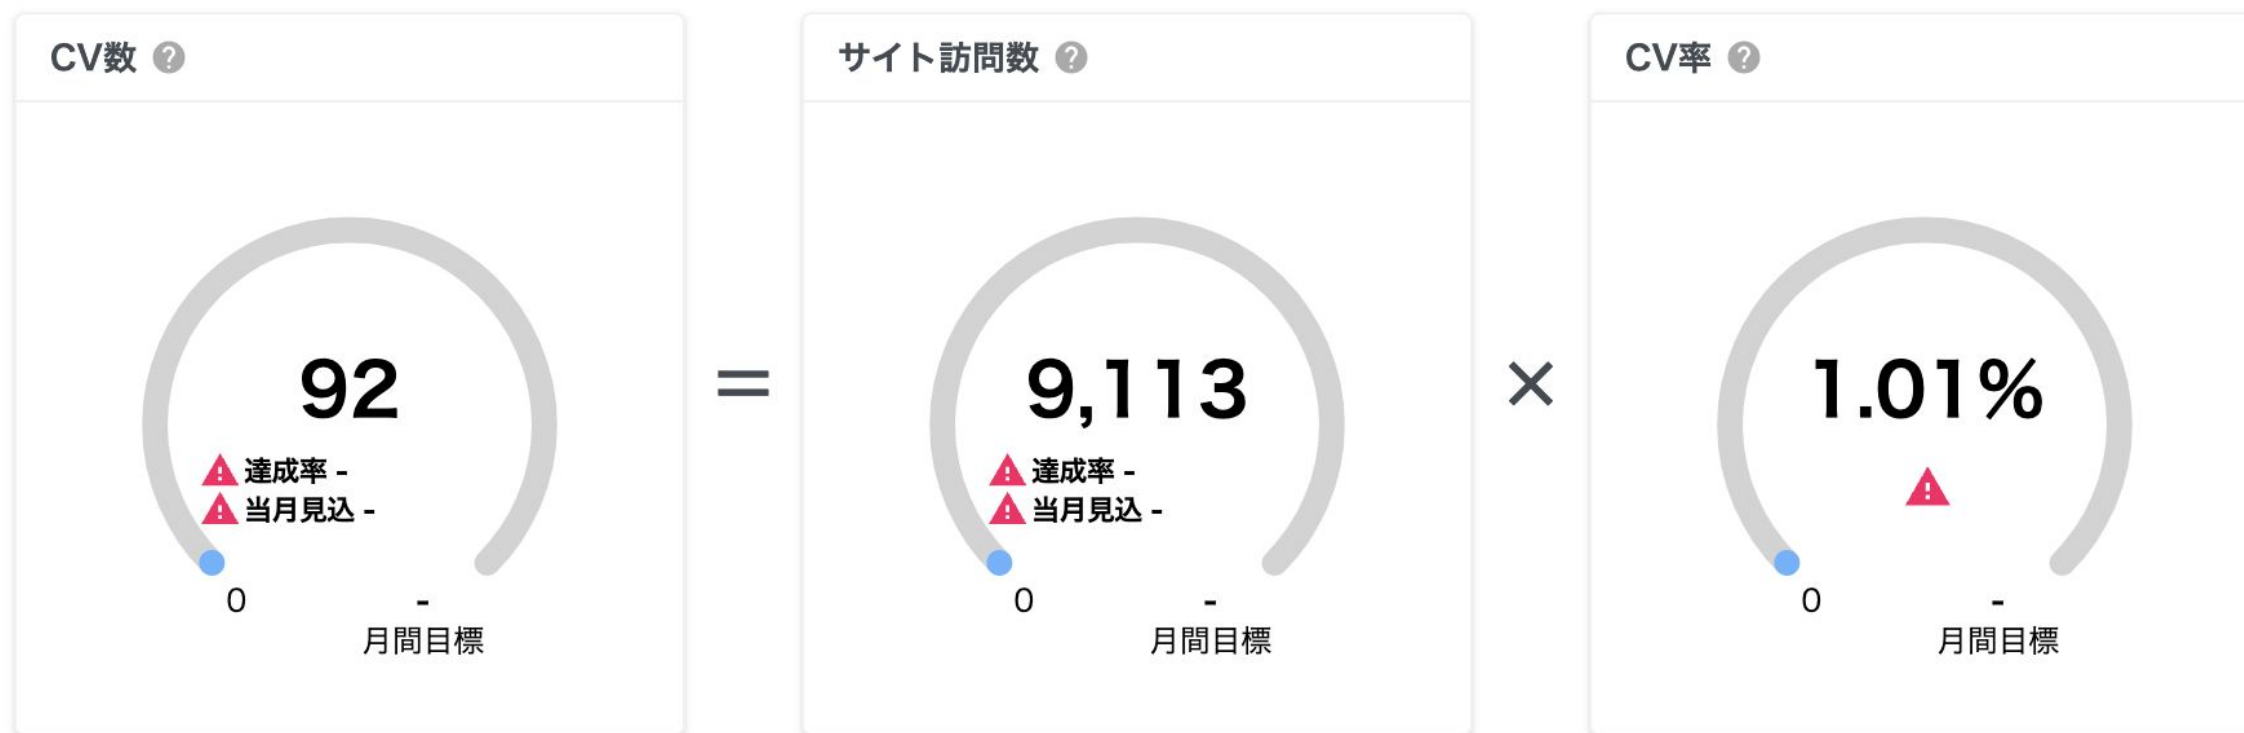 CV数 ?
92
達成率 -
当月見込 -
0 -
月間目標
=
サイト訪問数 ?
9,113
達成率 -
当月見込 -
0 -
月間目標
×
CV率 ?
1.01%
0 -
月間目標